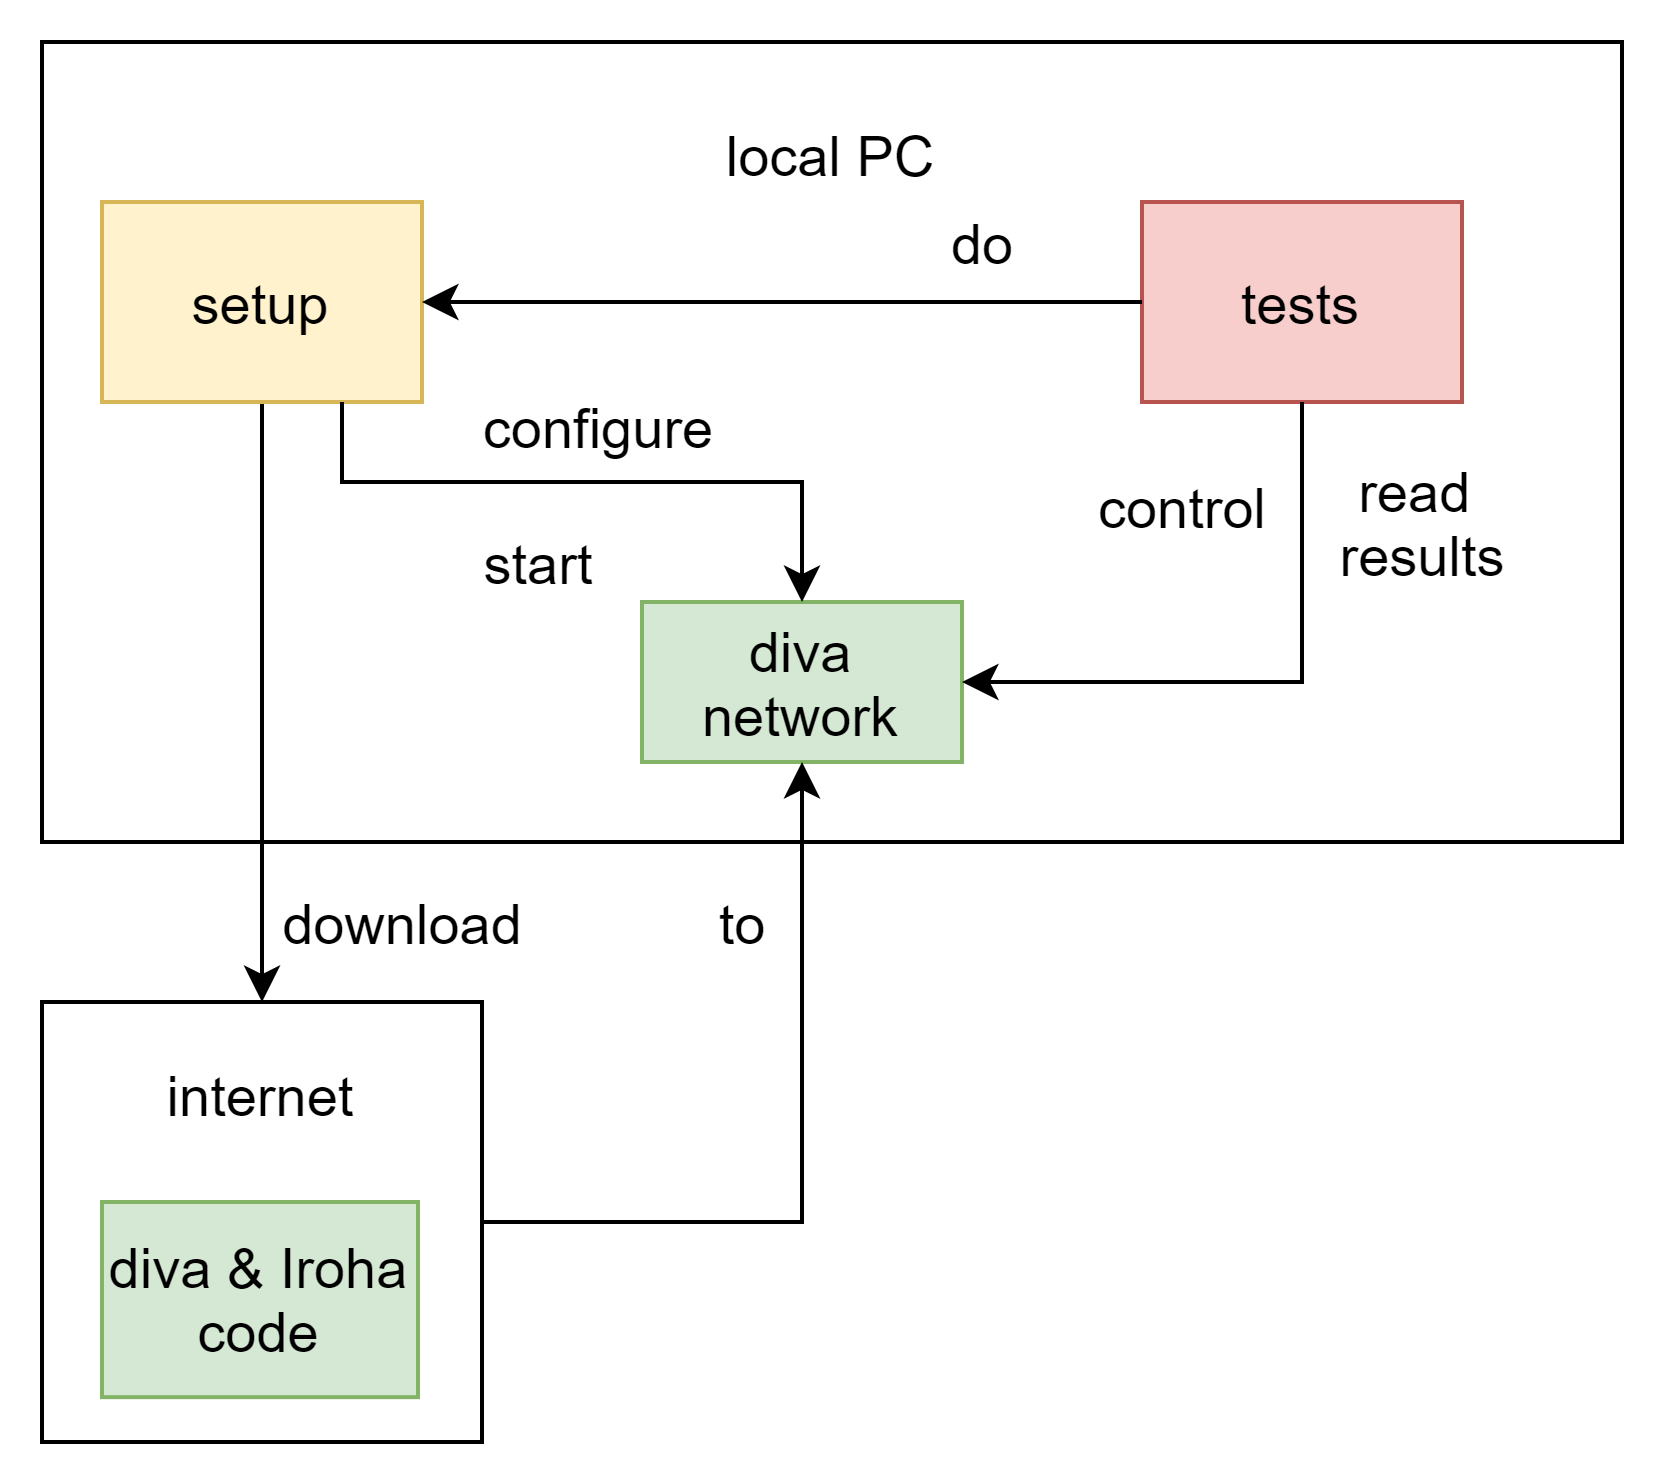 local PC
do
setup
tests
configure
control
read
results
start
diva
network
download
to
internet
diva & Iroha
code